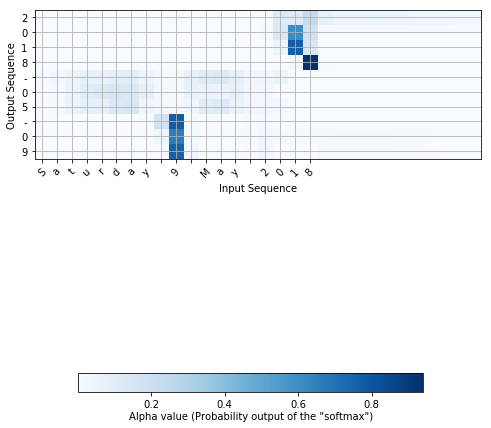 Output Sequence
2
0
1
8
-
0
5
-
0
9
S a t u r d a y 9 M a y 2 0 1 8
Input Sequence
0.2 0.4 0.6 0.8
Alpha value (Probability output of the "softmax")